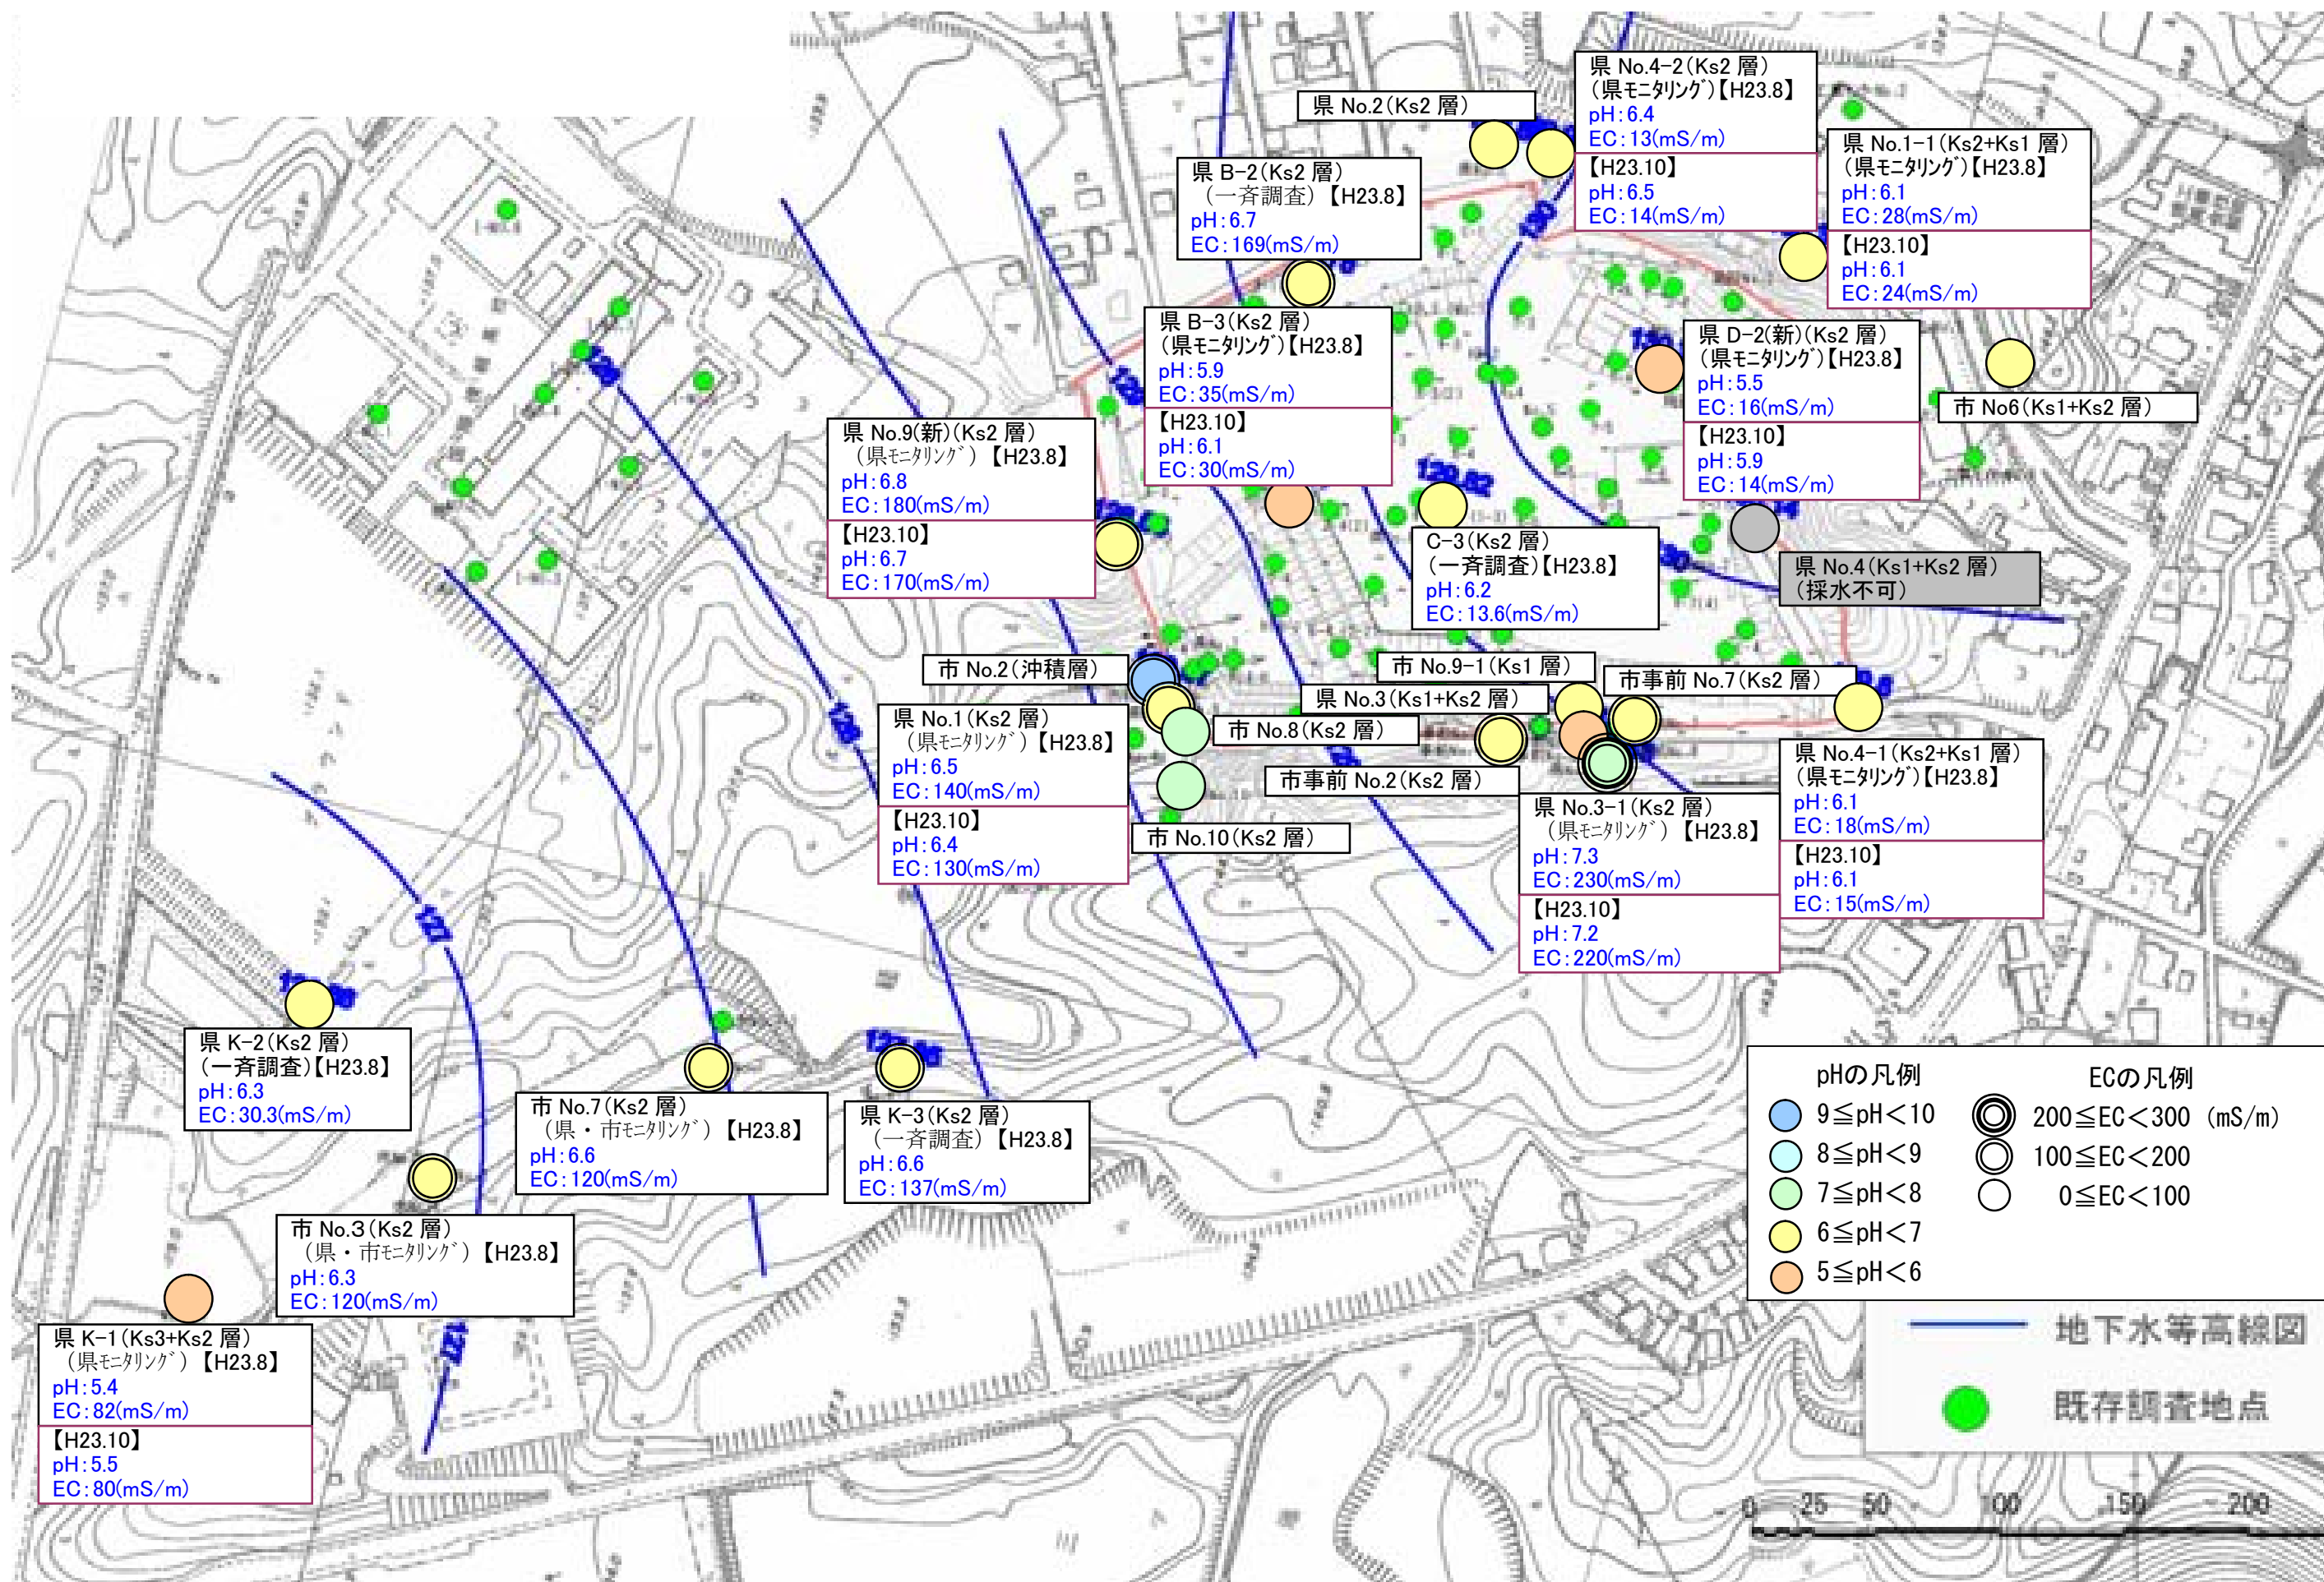 県 No.2(Ks2 層)
県 No.4-2(Ks2 層)
(県ﾓﾆﾀﾘﾝｸﾞ)【H23.8】
pH:6.4
EC:13(mS/m)
【H23.10】
pH:6.5
EC:14(mS/m)
県 No.1-1(Ks2+Ks1 層)
(県ﾓﾆﾀﾘﾝｸﾞ)【H23.8】
pH:6.1
EC:28(mS/m)
【H23.10】
pH:6.1
EC:24(mS/m)
県 B-2(Ks2 層)
(一斉調査)【H23.8】
pH:6.7
EC:169(mS/m)
県 B-3(Ks2 層)
(県ﾓﾆﾀﾘﾝｸﾞ)【H23.8】
pH:5.9
EC:35(mS/m)
【H23.10】
pH:6.1
EC:30(mS/m)
県 D-2(新)(Ks2 層)
(県ﾓﾆﾀﾘﾝｸﾞ)【H23.8】
pH:5.5
EC:16(mS/m)
【H23.10】
pH:5.9
EC:14(mS/m)
市 No6(Ks1+Ks2 層)
県 No.9(新)(Ks2 層)
(県ﾓﾆﾀﾘﾝｸﾞ)【H23.8】
pH:6.8
EC:180(mS/m)
【H23.10】
pH:6.7
EC:170(mS/m)
C-3(Ks2 層)
(一斉調査)【H23.8】
pH:6.2
EC:13.6(mS/m)
県 No.4(Ks1+Ks2 層)
(採水不可)
市 No.2(沖積層)
市 No.9-1(Ks1 層)
市事前 No.7(Ks2 層)
県 No.3(Ks1+Ks2 層)
県 No.1(Ks2 層)
(県ﾓﾆﾀﾘﾝｸﾞ)【H23.8】
pH:6.5
EC:140(mS/m)
【H23.10】
pH:6.4
EC:130(mS/m)
市 No.8(Ks2 層)
市事前 No.2(Ks2 層)
市 No.10(Ks2 層)
県 No.3-1(Ks2 層)
(県ﾓﾆﾀﾘﾝｸﾞ)【H23.8】
pH:7.3
EC:230(mS/m)
【H23.10】
pH:7.2
EC:220(mS/m)
県 No.4-1(Ks2+Ks1 層)
(県ﾓﾆﾀﾘﾝｸﾞ)【H23.8】
pH:6.1
EC:18(mS/m)
【H23.10】
pH:6.1
EC:15(mS/m)
県 K-2(Ks2 層)
(一斉調査)【H23.8】
pH:6.3
EC:30.3(mS/m)
市 No.7(Ks2 層)
(県・市ﾓﾆﾀﾘﾝｸﾞ)【H23.8】
pH:6.6
EC:120(mS/m)
県 K-3(Ks2 層)
(一斉調査)【H23.8】
pH:6.6
EC:137(mS/m)
市 No.3(Ks2 層)
(県・市ﾓﾆﾀﾘﾝｸﾞ)【H23.8】
pH:6.3
EC:120(mS/m)
県 K-1(Ks3+Ks2 層)
(県ﾓﾆﾀﾘﾝｸﾞ)【H23.8】
pH:5.4
EC:82(mS/m)
【H23.10】
pH:5.5
EC:80(mS/m)
pHの凡例
9≦pH<10
8≦pH<9
7≦pH<8
6≦pH<7
5≦pH<6
ECの凡例
200≦EC<300 (mS/m)
100≦EC<200
0≦EC<100
地下水等高線図
既存調査地点
0 25 50 100 150 200